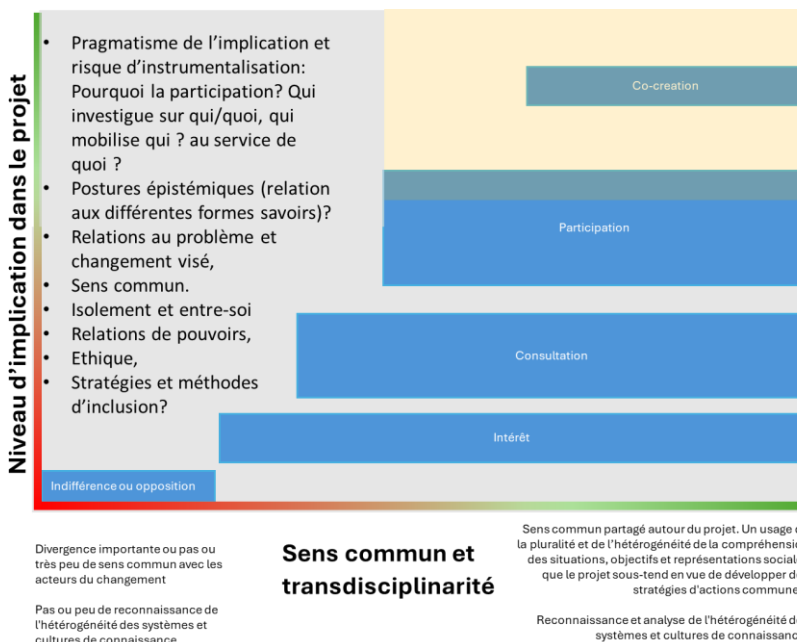 Niveau d'implication dans le projet
• Pragmatisme de l'implication et
risque d'instrumentalisation:
Pourquoi la participation? Qui
investigue sur qui/quoi, qui
mobilise qui ? au service de
quoi ?
• Postures épistémiques (relation
aux différentes formes savoirs)?
• Relations au problème et
changement visé,
• Sens commun.
• Isolement et entre-soi
• Relations de pouvoirs,
• Ethique,
• Stratégies et méthodes
d'inclusion?
Co-creation
Participation
Consultation
Intérêt
Indifférence ou opposition
Divergence importante ou pas ou
très peu de sens commun avec les
acteurs du changement
Pas ou peu de reconnaissance de
l'hétérogénéité des systèmes et
cultures de connaissance
Sens commun et
transdisciplinarité
Sens commun partagé autour du projet. Un usage
la pluralité et de l'hétérogénéité de la compréhensi
des situations, objectifs et représentations sociale
que le projet sous-tend en vue de développer de
stratégies d'actions commune
Reconnaissance et analyse de l'hétérogénéité de
systèmes et cultures de connaissanc